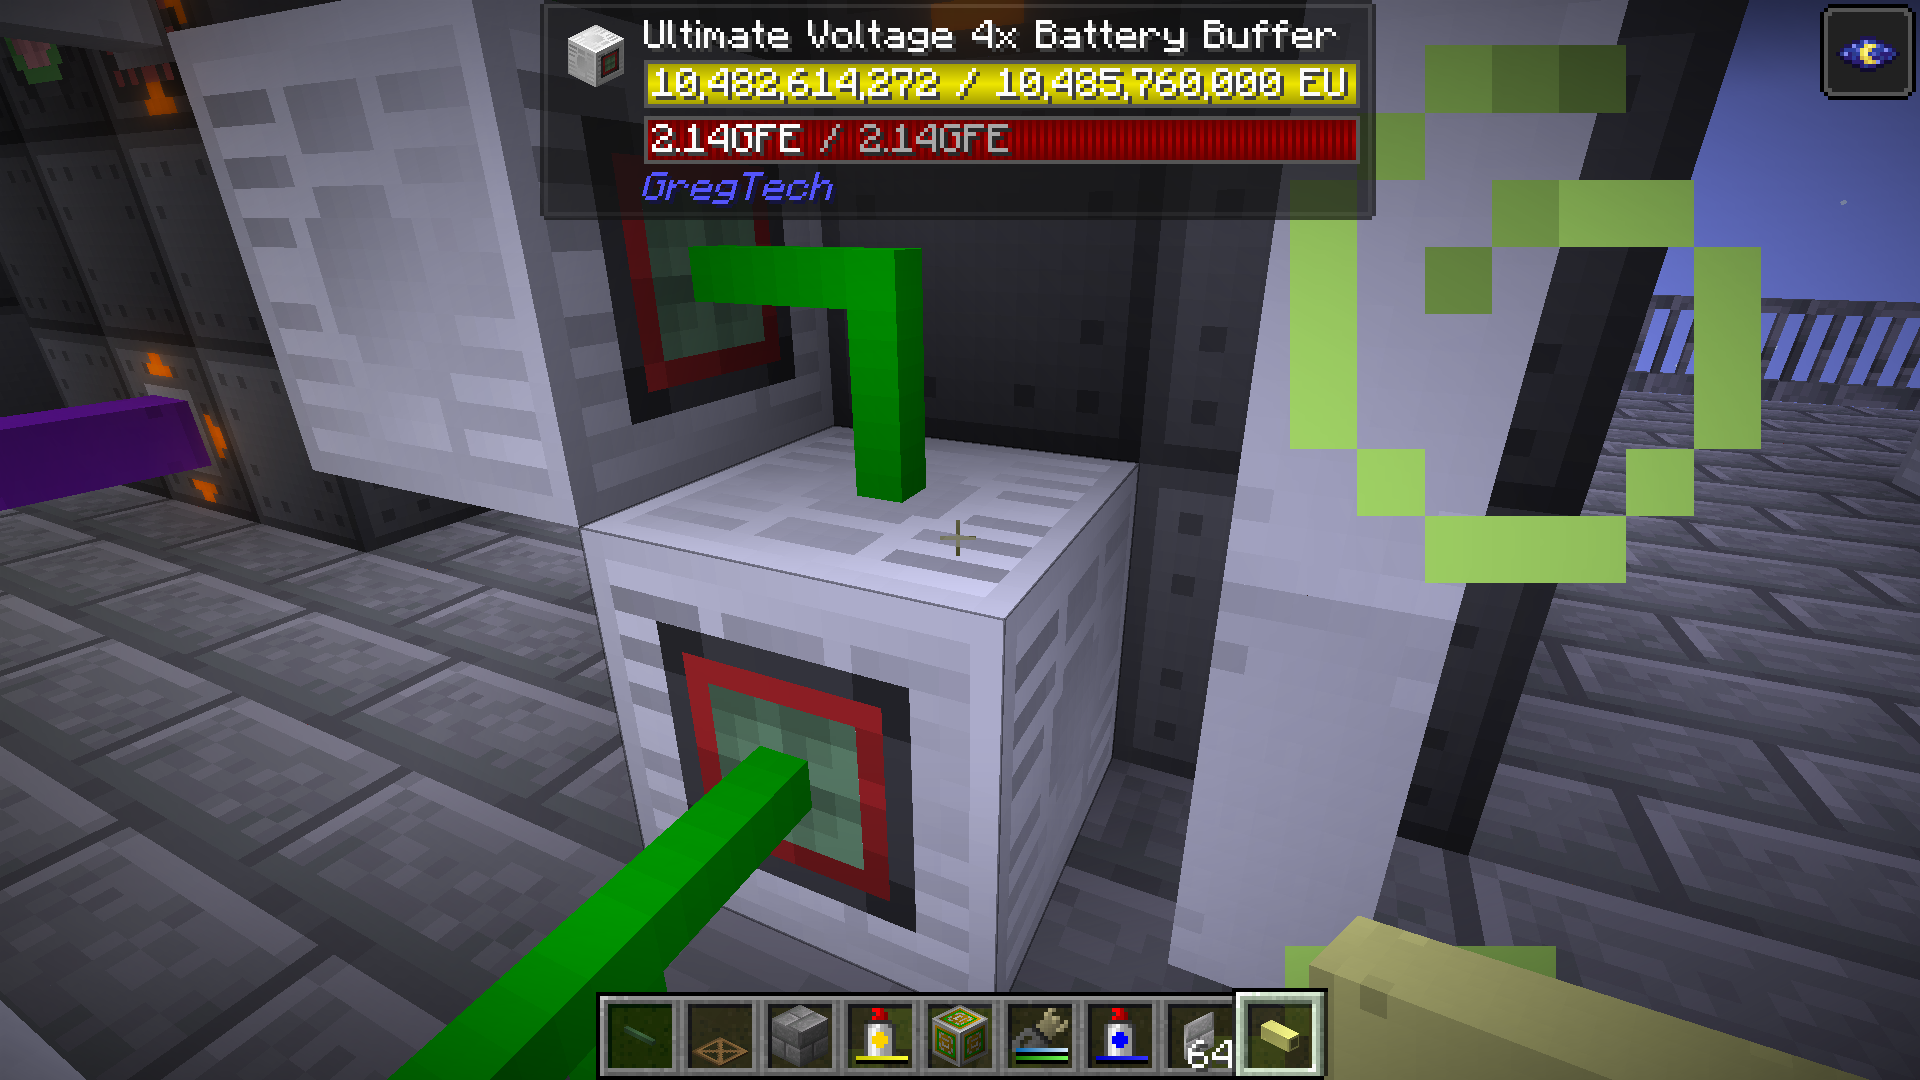 Ultimate Voltage 4x Battery Buffer
10,482,614,272 / 10,485,760,000 EU
2.14GFE / 2.14GFE
GregTech
64